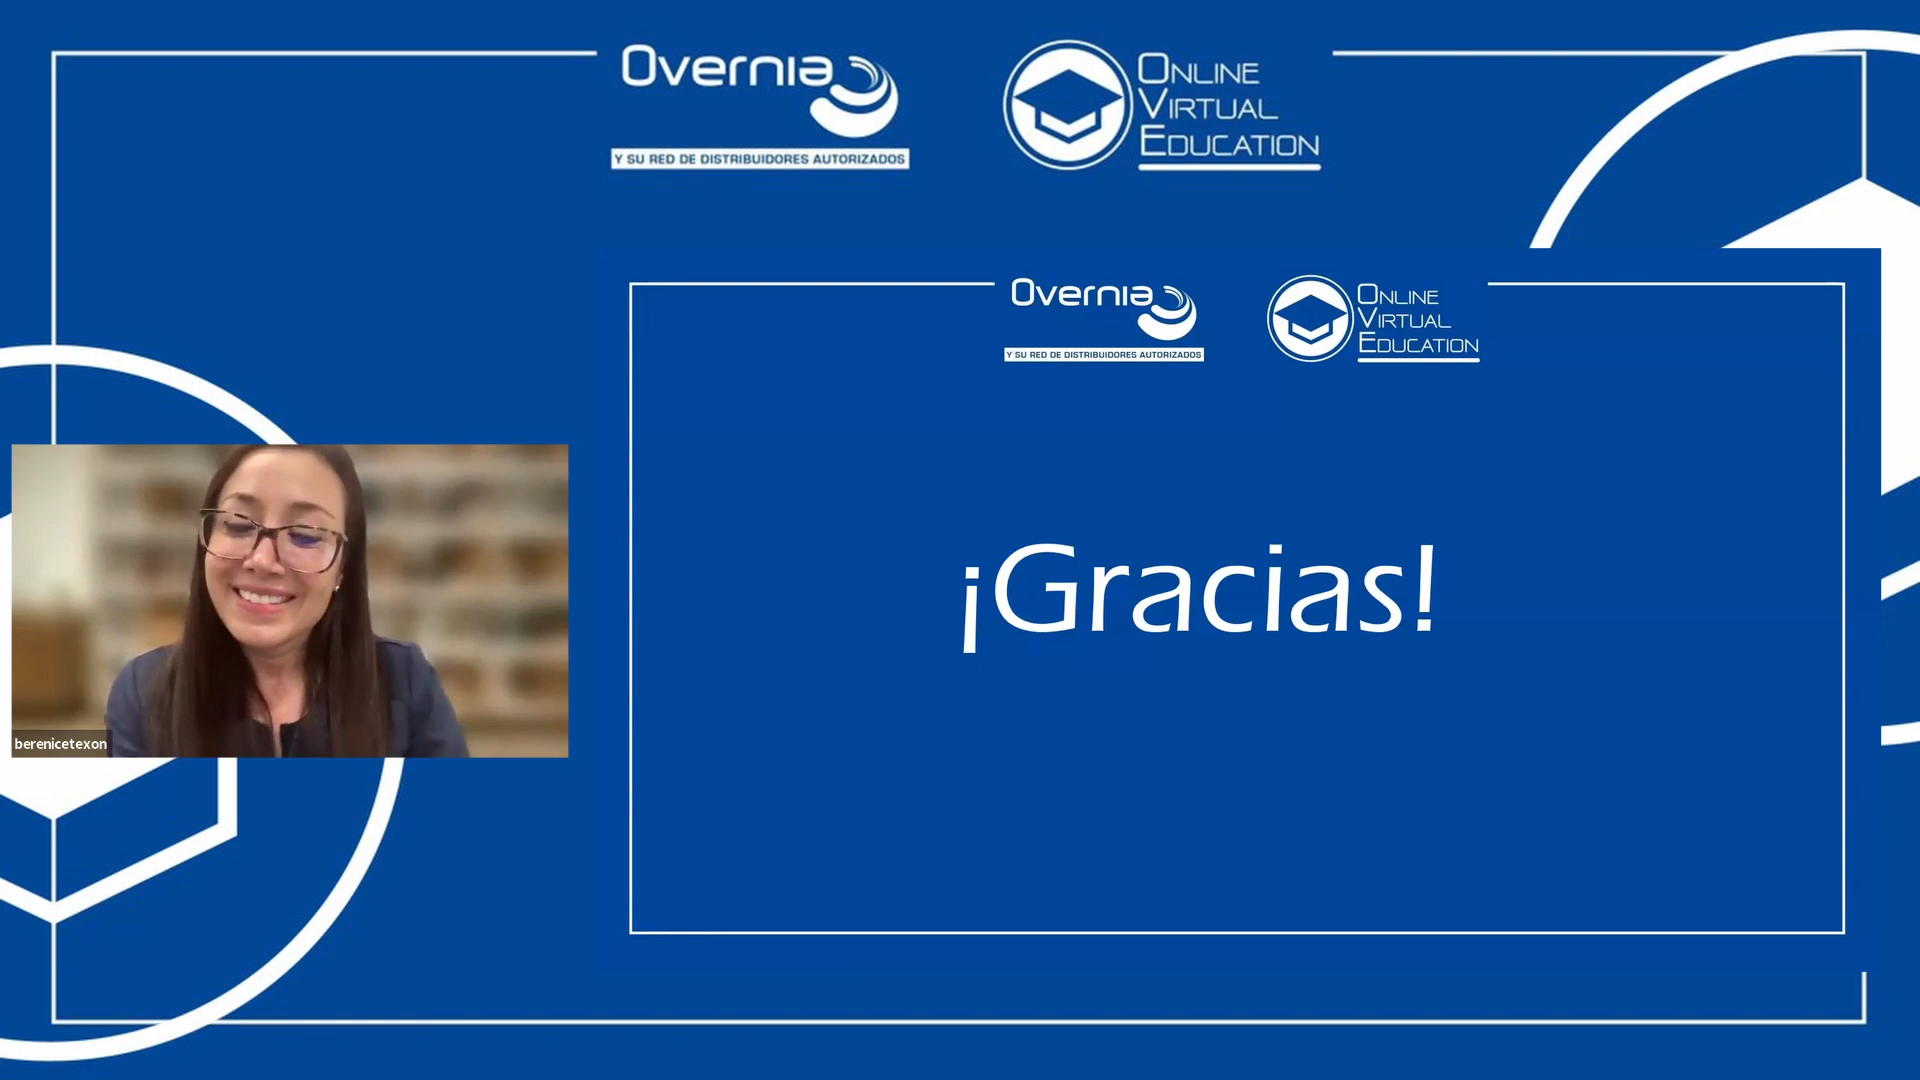 Overnia
Y SU RED DE DISTRIBUIDORES AUTORIZADOS
ONLINE
VIRTUAL
EDUCATION
Overnia
Y SU RED DE DISTRIBUIDORES AUTORIZADOS
ONLINE
VIRTUAL
EDUCATION
¡Gracias!
berenicetexon